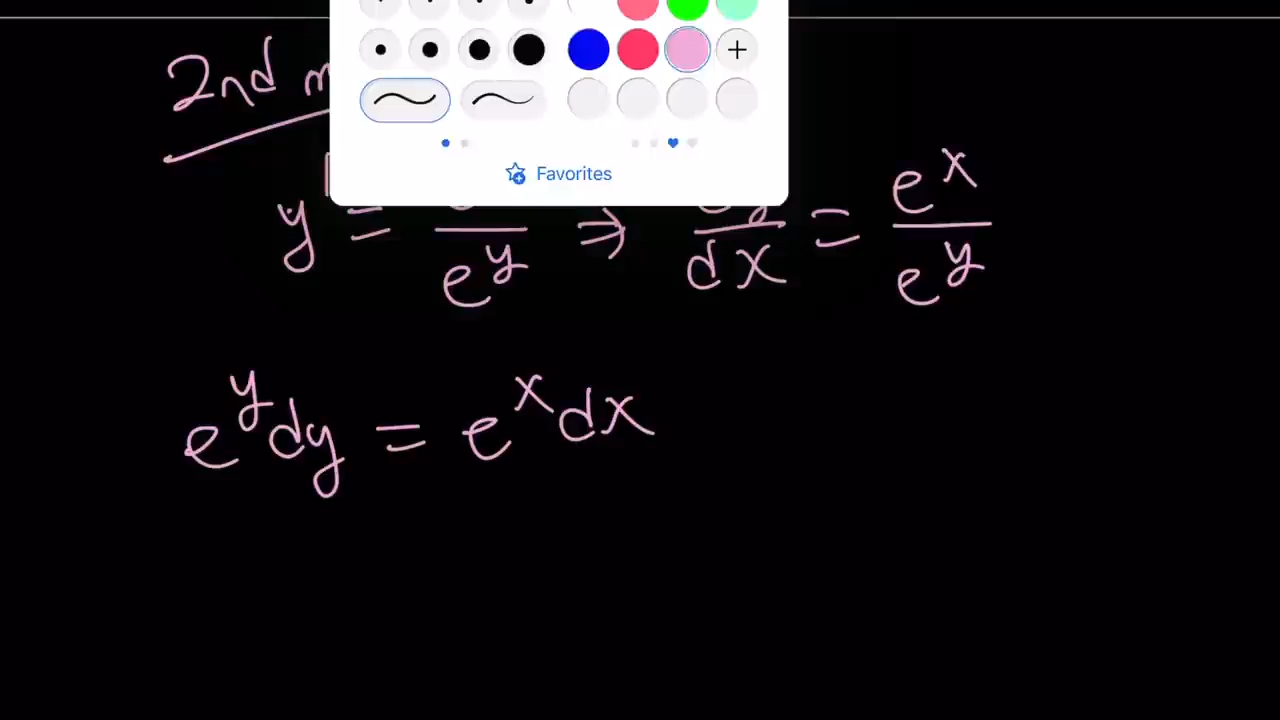 2nd
Favorites
y' = e^x/e^y ⇒ dy/dx = e^x/e^y
e^y dy = e^x dx